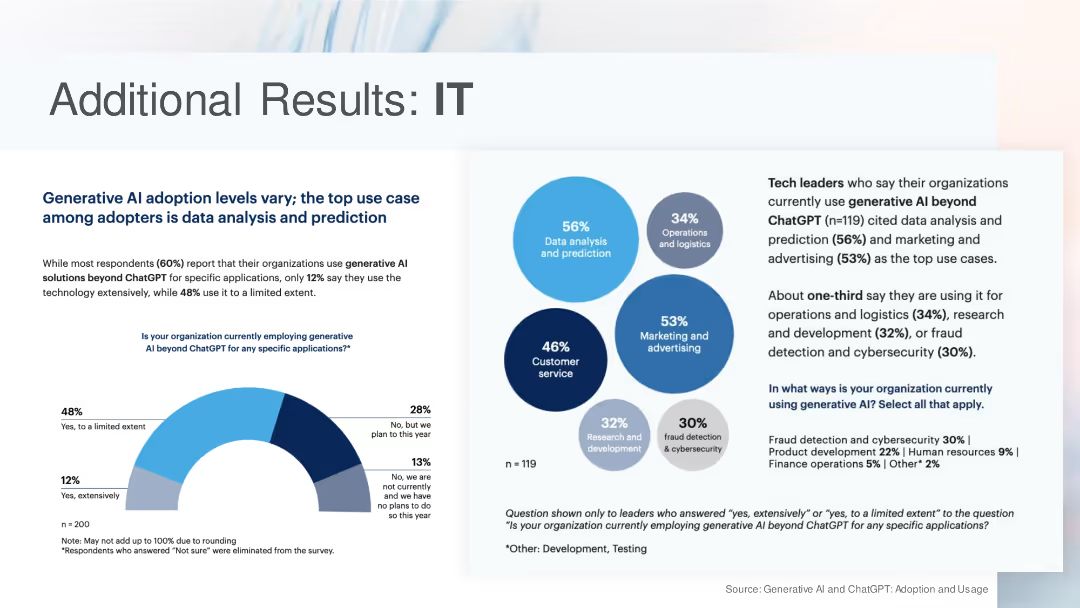 Additional Results: IT
Generative AI adoption levels vary; the top use case
among adopters is data analysis and prediction
While most respondents (60%) report that their organizations use generative AI
solutions beyond ChatGPT for specific applications, only 12% say they use the
technology extensively, while 48% use it to a limited extent.
Is your organization currently employing generative
AI beyond ChatGPT for any specific applications?*
48%
Yes, to a limited extent
12%
Yes, extensively
28%
No, but we
plan to this year
13%
No, we are
not currently
and we have
no plans to do
so this year
n = 200
Note: May not add up to 100% due to rounding
*Respondents who answered “Not sure” were eliminated from the survey.
56%
Data analysis
and prediction
34%
Operations
and logistics
53%
Marketing and
advertising
46%
Customer
service
32%
Research and
development
30%
fraud detection
& cybersecurity
n = 119
Tech leaders who say their organizations
currently use generative AI beyond
ChatGPT (n=119) cited data analysis and
prediction (56%) and marketing and
advertising (53%) as the top use cases.
About one-third say they are using it for
operations and logistics (34%), research
and development (32%), or fraud
detection and cybersecurity (30%).
In what ways is your organization currently
using generative AI? Select all that apply.
Fraud detection and cybersecurity 30% |
Product development 22% | Human resources 9% |
Finance operations 5% | Other* 2%
Question shown only to leaders who answered “yes, extensively” or “yes, to a limited extent” to the question
“Is your organization currently employing generative AI beyond ChatGPT for any specific applications?
*Other: Development, Testing
Source: Generative AI and ChatGPT: Adoption and Usage